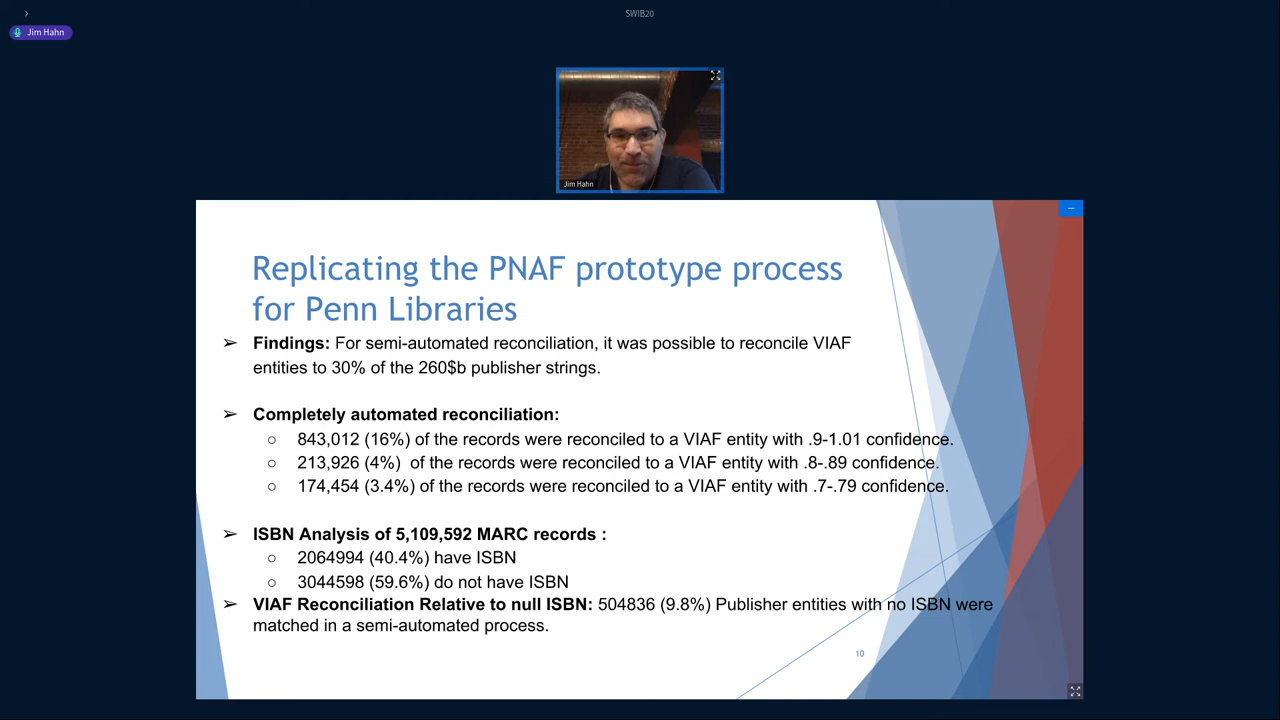 SWIB20
Jim Hahn
Jim Hahn
Replicating the PNAF prototype process
for Penn Libraries
➢ Findings: For semi-automated reconciliation, it was possible to reconcile VIAF
entities to 30% of the 260$b publisher strings.
➢ Completely automated reconciliation:
○ 843,012 (16%) of the records were reconciled to a VIAF entity with .9-1.01 confidence.
○ 213,926 (4%)  of the records were reconciled to a VIAF entity with .8-.89 confidence.
○ 174,454 (3.4%) of the records were reconciled to a VIAF entity with .7-.79 confidence.
➢ ISBN Analysis of 5,109,592 MARC records :
○ 2064994 (40.4%) have ISBN
○ 3044598 (59.6%) do not have ISBN
➢ VIAF Reconciliation Relative to null ISBN: 504836 (9.8%) Publisher entities with no ISBN were
matched in a semi-automated process.
10